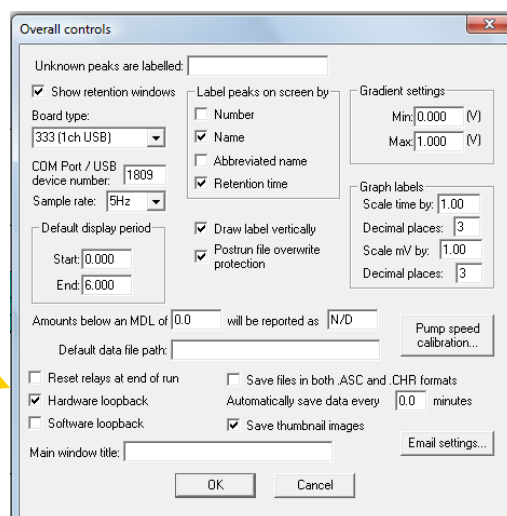 Overall controls
Unknown peaks are labelled:
Show retention windows
Board type:
333 (1ch USB)
COM Port / USB
device number: 1809
Sample rate: 5Hz
Default display period
Start: 0.000
End: 6.000
Label peaks on screen by
Number
Name
Abbreviated name
Retention time
Draw label vertically
Postrun file overwrite
protection
Gradient settings
Min: 0.000 (V)
Max: 1.000 (V)
Graph labels
Scale time by: 1.00
Decimal places: 3
Scale mV by: 1.00
Decimal places: 3
Amounts below an MDL of 0.0 will be reported as N/D
Pump speed
calibration...
Default data file path:
Reset relays at end of run
Save files in both .ASC and .CHR formats
Hardware loopback
Automatically save data every 0.0 minutes
Software loopback
Save thumbnail images
Email settings...
Main window title:
OK
Cancel